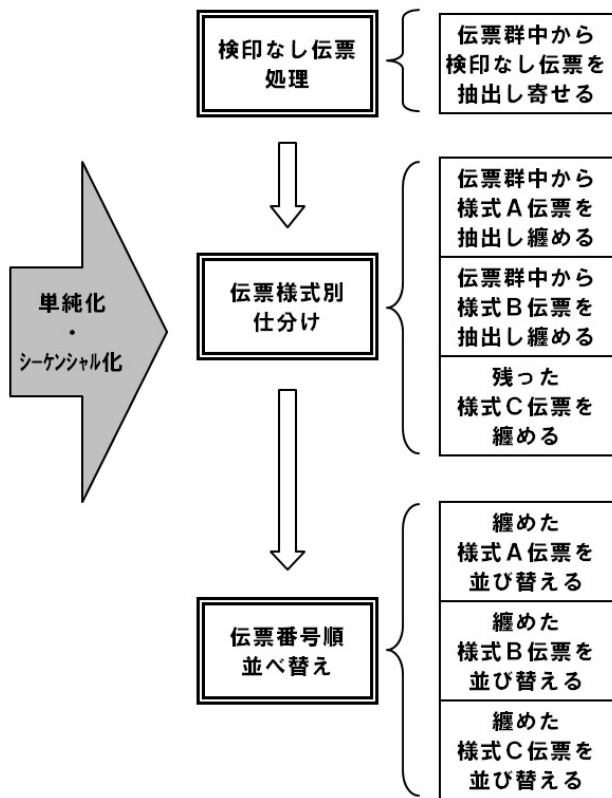 検印なし伝票
処理
伝票群中から
検印なし伝票を
抽出し寄せる
単純化
・
シーケンシャル化
伝票様式別
仕分け
伝票群中から
様式A伝票を
抽出し纏める
伝票群中から
様式B伝票を
抽出し纏める
残った
様式C伝票を
纏める
伝票番号順
並べ替え
纏めた
様式A伝票を
並び替える
纏めた
様式B伝票を
並び替える
纏めた
様式C伝票を
並び替える